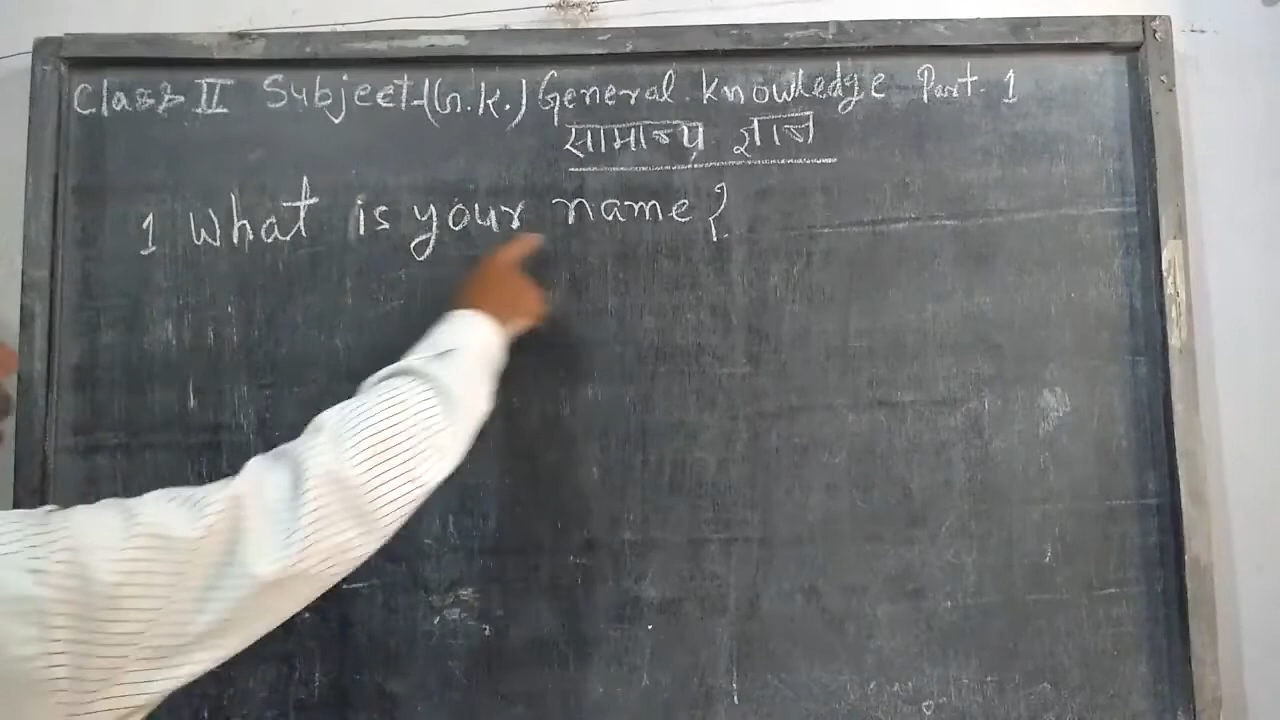 Class II Subject-(G.K.) General Knowledge Part-1
सामान्य ज्ञान
1 What is your name?